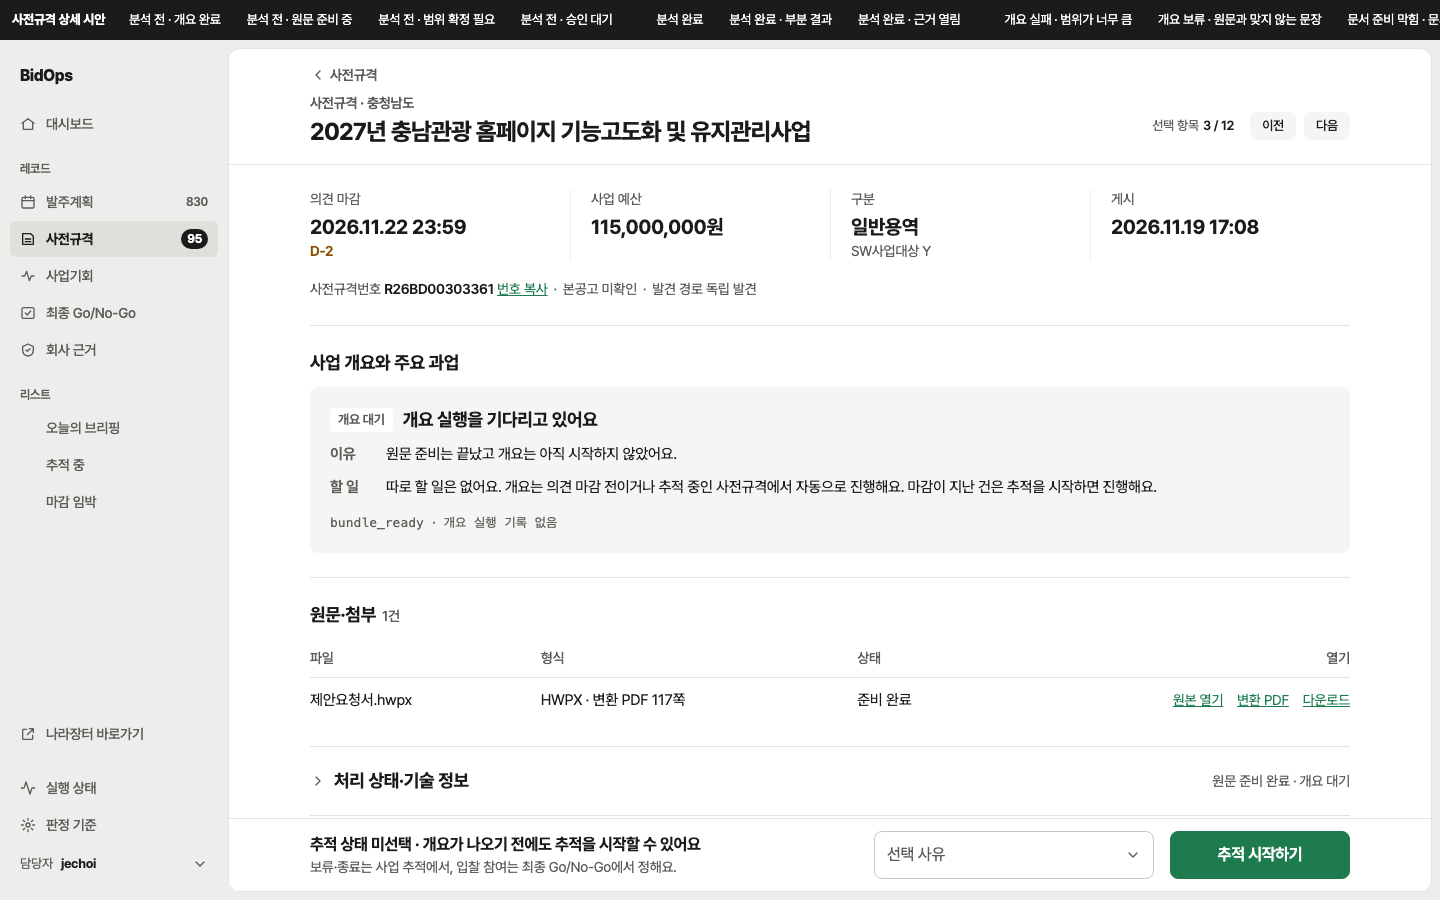 사전규격 상세 시안 분석 전 · 개요 완료 분석 전 · 원문 준비 중 분석 전 · 범위 확정 필요 분석 전 · 승인 대기 분석 완료 분석 완료 · 부분 결과 분석 완료 · 근거 열림 개요 실패 · 범위가 너무 큼 개요 보류 · 원문과 맞지 않는 문장 문서 준비 막힘 · 문
BidOps
대시보드
레코드
발주계획 830
사전규격 95
사업기회
최종 Go/No-Go
회사 근거
리스트
오늘의 브리핑
추적 중
마감 임박
나라장터 바로가기
실행 상태
판정 기준
담당자 jechoi
사전규격
사전규격 · 충청남도
2027년 충남관광 홈페이지 기능고도화 및 유지관리사업
선택 항목 3 / 12 이전 다음
의견 마감 사업 예산 구분 게시
2026.11.22 23:59 115,000,000원 일반용역 2026.11.19 17:08
D-2 SW사업대상 Y
사전규격번호 R26BD00303361 번호 복사 · 본공고 미확인 · 발견 경로 독립 발견
사업 개요와 주요 과업
개요 대기 개요 실행을 기다리고 있어요
이유 원문 준비는 끝났고 개요는 아직 시작하지 않았어요.
할 일 따로 할 일은 없어요. 개요는 의견 마감 전이거나 추적 중인 사전규격에서 자동으로 진행해요. 마감이 지난 건은 추적을 시작하면 진행해요.
bundle_ready · 개요 실행 기록 없음
원문·첨부 1건
파일 형식 상태 열기
제안요청서.hwpx HWPX · 변환 PDF 117쪽 준비 완료 원본 열기 변환 PDF 다운로드
처리 상태·기술 정보 원문 준비 완료 · 개요 대기
추적 상태 미선택 · 개요가 나오기 전에도 추적을 시작할 수 있어요
보류·종료는 사업 추적에서, 입찰 참여는 최종 Go/No-Go에서 정해요.
선택 사유 추적 시작하기